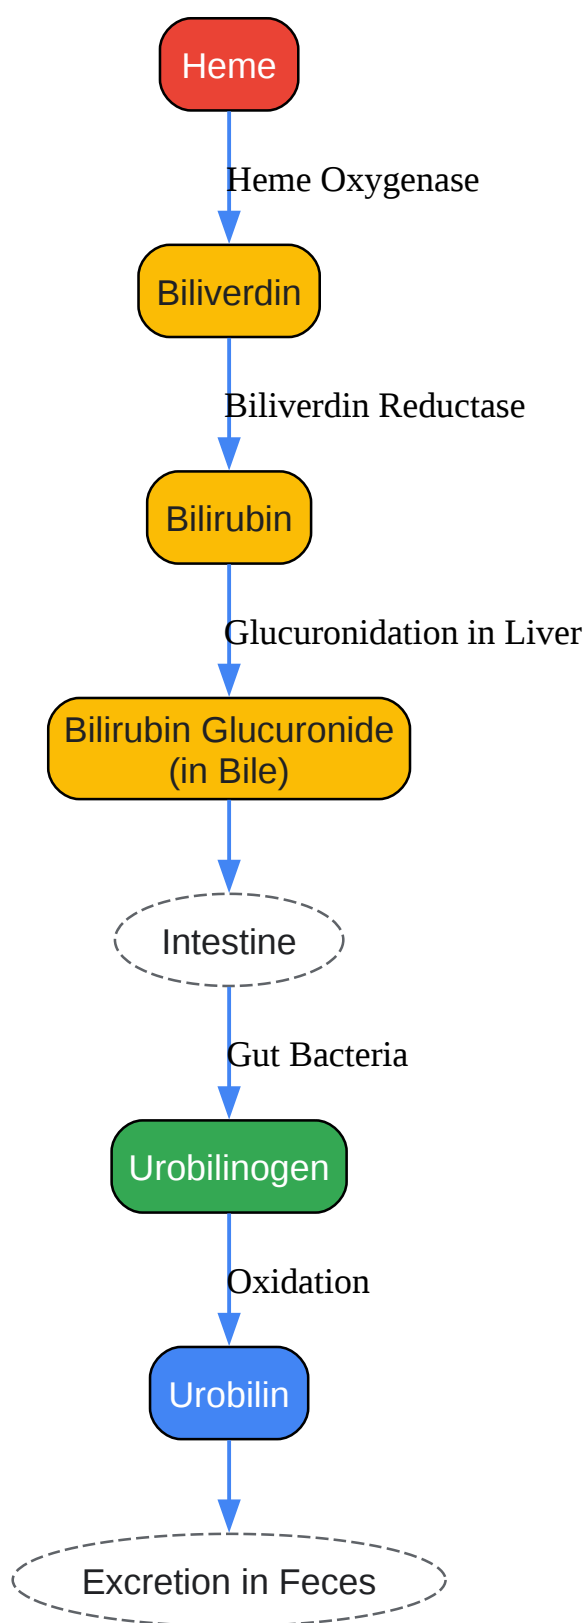 Heme
Heme Oxygenase
Biliverdin
Biliverdin Reductase
Bilirubin
Glucuronidation in Liver
Bilirubin Glucuronide
(in Bile)
Intestine
Gut Bacteria
Urobilinogen
Oxidation
Urobilin
Excretion in Feces